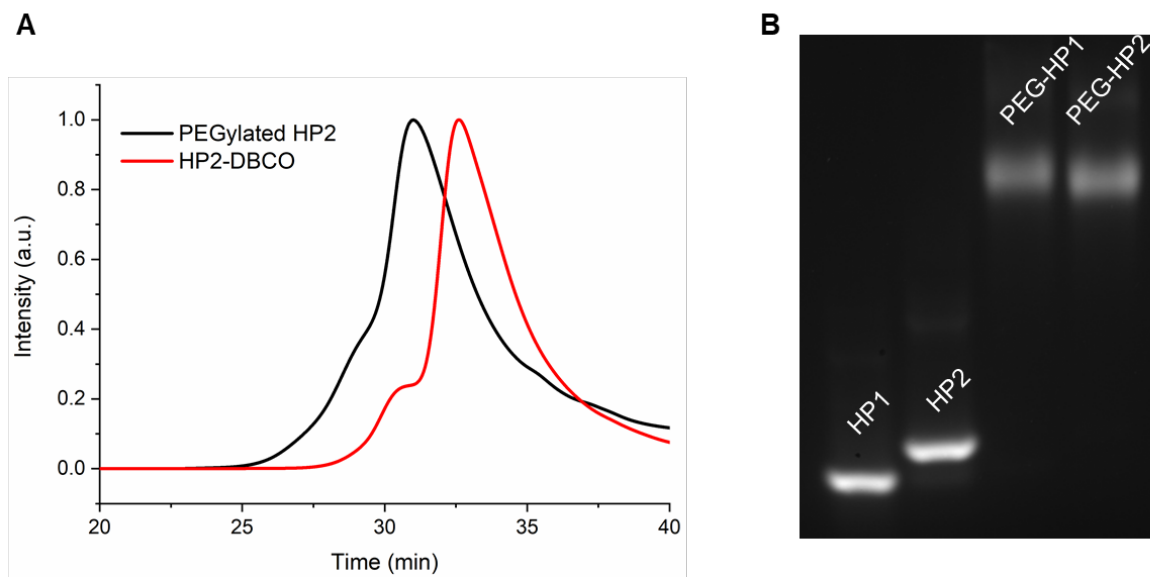 A
PEGylated HP2
HP2-DBCO
1.0
0.8
0.6
0.4
0.2
0.0
Intensity (a.u.)
20
25
30
35
40
Time (min)
B
HP1
HP2
PEG-HP1
PEG-HP2